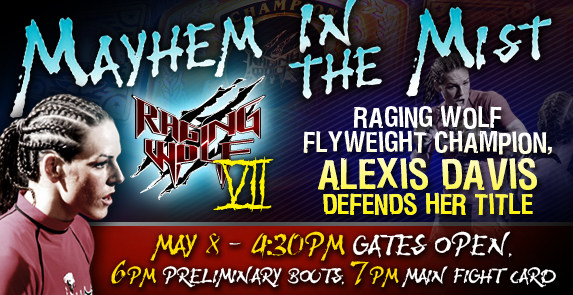 MAYHEM IN THE MIST
RAGING WOLF VII
RAGING WOLF
FLYWEIGHT CHAMPION,
ALEXIS DAVIS
DEFENDS HER TITLE
MAY 8 - 4:30PM GATES OPEN,
6PM PRELIMINARY BOUTS, 7PM MAIN FIGHT CARD